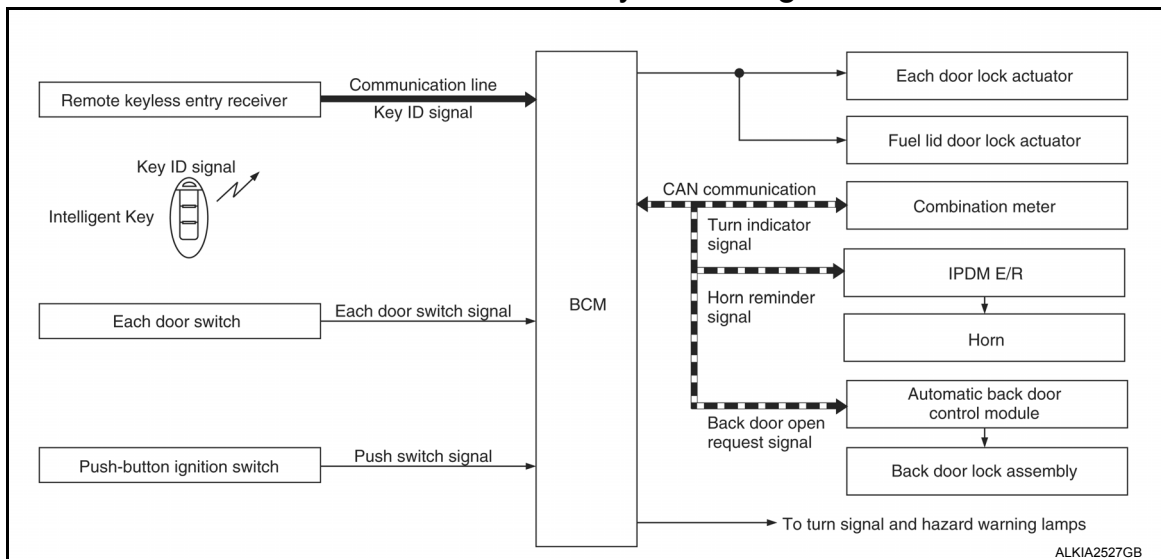 Remote keyless entry receiver
Communication line
Key ID signal
Key ID signal
Intelligent Key
Each door switch
Each door switch signal
Push-button ignition switch
Push switch signal
BCM
Each door lock actuator
Fuel lid door lock actuator
CAN communication
Combination meter
Turn indicator
signal
IPDM E/R
Horn reminder
signal
Horn
Automatic back door
control module
Back door open
request signal
Back door lock assembly
To turn signal and hazard warning lamps
ALKIA2527GB